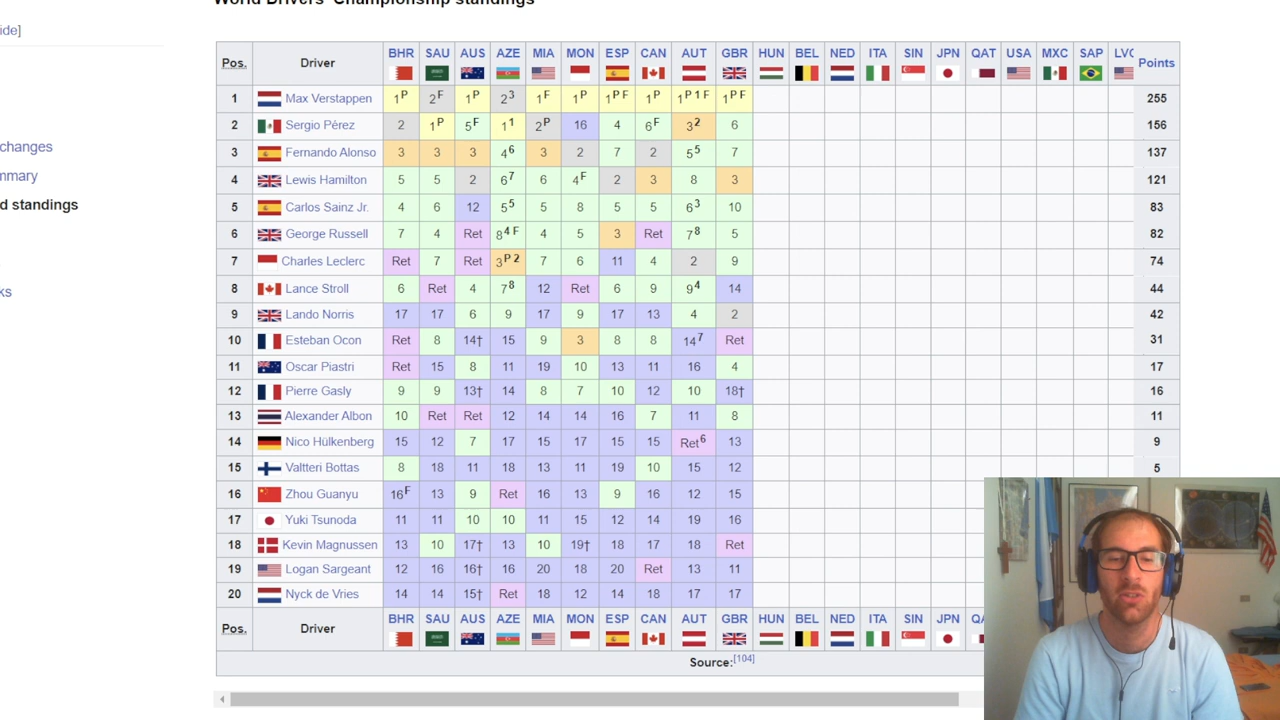 World Drivers' Championship standings
ide]
Pos. Driver BHR SAU AUS AZE MIA MON ESP CAN AUT GBR HUN BEL NED ITA SIN JPN QAT USA MXC SAP LVG Points
1 Max Verstappen 1P 2F 1P 23 1F 1P 1P F 1P 1P 1 F 1P F 255
2 Sergio Pérez 2 1P 5F 11 2P 16 4 6F 32 6 156
changes
3 Fernando Alonso 3 3 3 46 3 2 7 2 55 7 137
mmary
4 Lewis Hamilton 5 5 2 67 6 4F 2 3 8 3 121
d standings
5 Carlos Sainz Jr. 4 6 12 55 5 8 5 5 63 10 83
6 George Russell 7 4 Ret 84 F 4 5 3 Ret 78 5 82
7 Charles Leclerc Ret 7 Ret 3P 2 7 6 11 4 2 9 74
ks
8 Lance Stroll 6 Ret 4 78 12 Ret 6 9 94 14 44
9 Lando Norris 17 17 6 9 17 9 17 13 4 2 42
10 Esteban Ocon Ret 8 14† 15 9 3 8 8 147 Ret 31
11 Oscar Piastri Ret 15 8 11 19 10 13 11 16 4 17
12 Pierre Gasly 9 9 13† 14 8 7 10 12 10 18† 16
13 Alexander Albon 10 Ret Ret 12 14 14 16 7 11 8 11
14 Nico Hülkenberg 15 12 7 17 15 17 15 15 Ret6 13 9
15 Valtteri Bottas 8 18 11 18 13 11 19 10 15 12 5
16 Zhou Guanyu 16F 13 9 Ret 16 13 9 16 12 15
17 Yuki Tsunoda 11 11 10 10 11 15 12 14 19 16
18 Kevin Magnussen 13 10 17† 13 10 19† 18 17 18 Ret
19 Logan Sargeant 12 16 16† 16 20 18 20 Ret 13 11
20 Nyck de Vries 14 14 15† Ret 18 12 14 18 17 17
Pos. Driver BHR SAU AUS AZE MIA MON ESP CAN AUT GBR HUN BEL NED ITA SIN JPN
Source:[104]